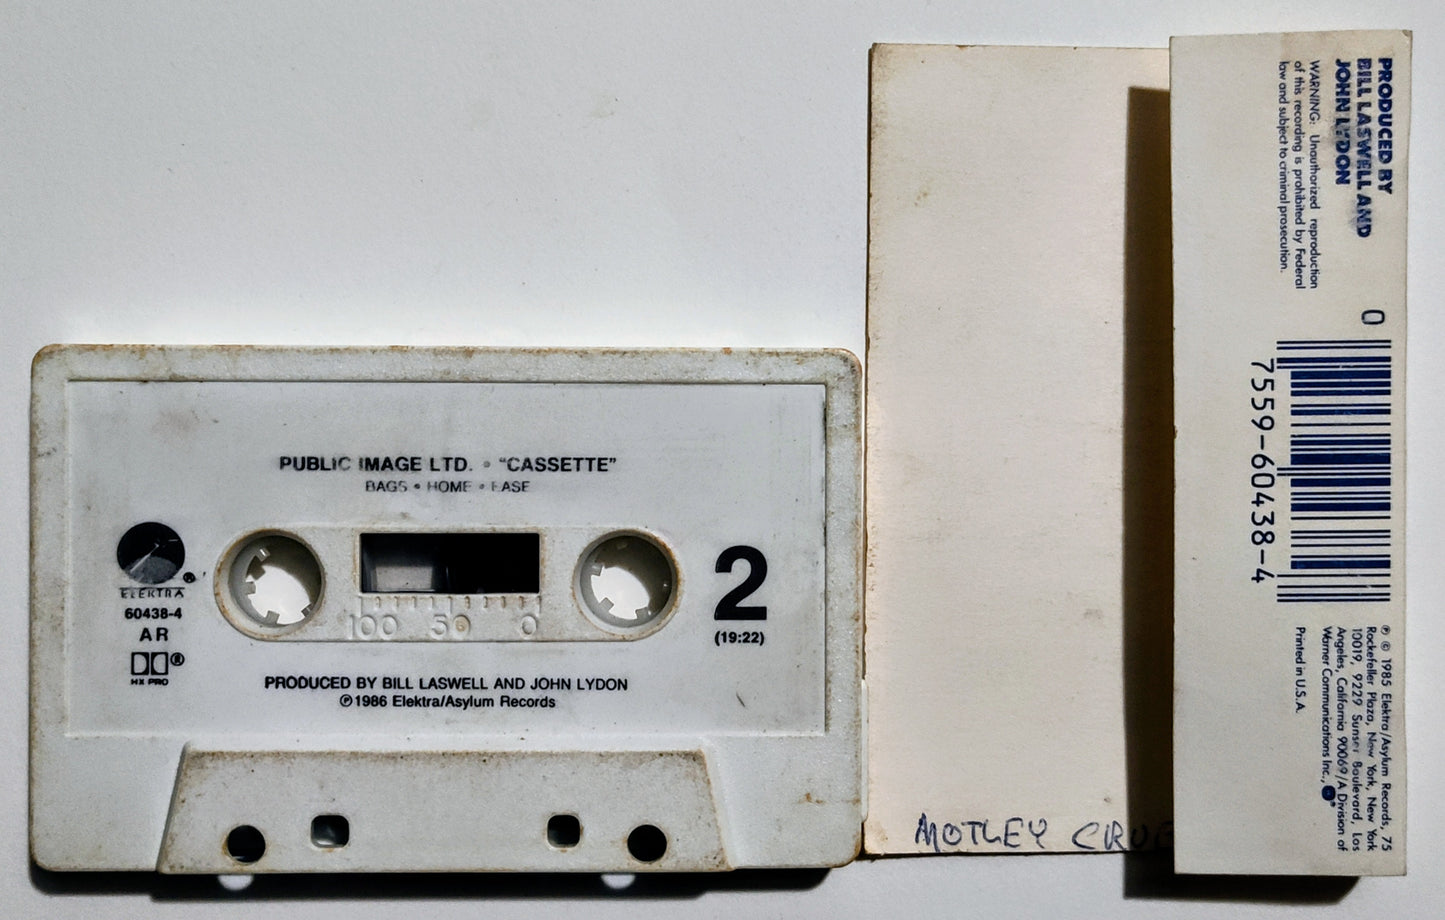 PUBLIC IMAGE LTD. • "CASSETTE"
BAGS • HOME • EASE
ELEKTRA ®
60438-4
AR
®
HX PRO
100 50 0
2
(19:22)
PRODUCED BY BILL LASWELL AND JOHN LYDON
℗1986 Elektra/Asylum Records
MOTLEY CRUE
PRODUCED BY
BILL LASWELL AND
JOHN LYDON
WARNING: Unauthorized reproduction
of this recording is prohibited by Federal
law and subject to criminal prosecution.
0
7559-60438-4
℗ © 1985 Elektra/Asylum Records, 75
Rockefeller Plaza, New York, New York
10019, 9229 Sunset Boulevard, Los
Angeles, California 90069/A Division of
Warner Communications Inc.,
Printed in U.S.A.